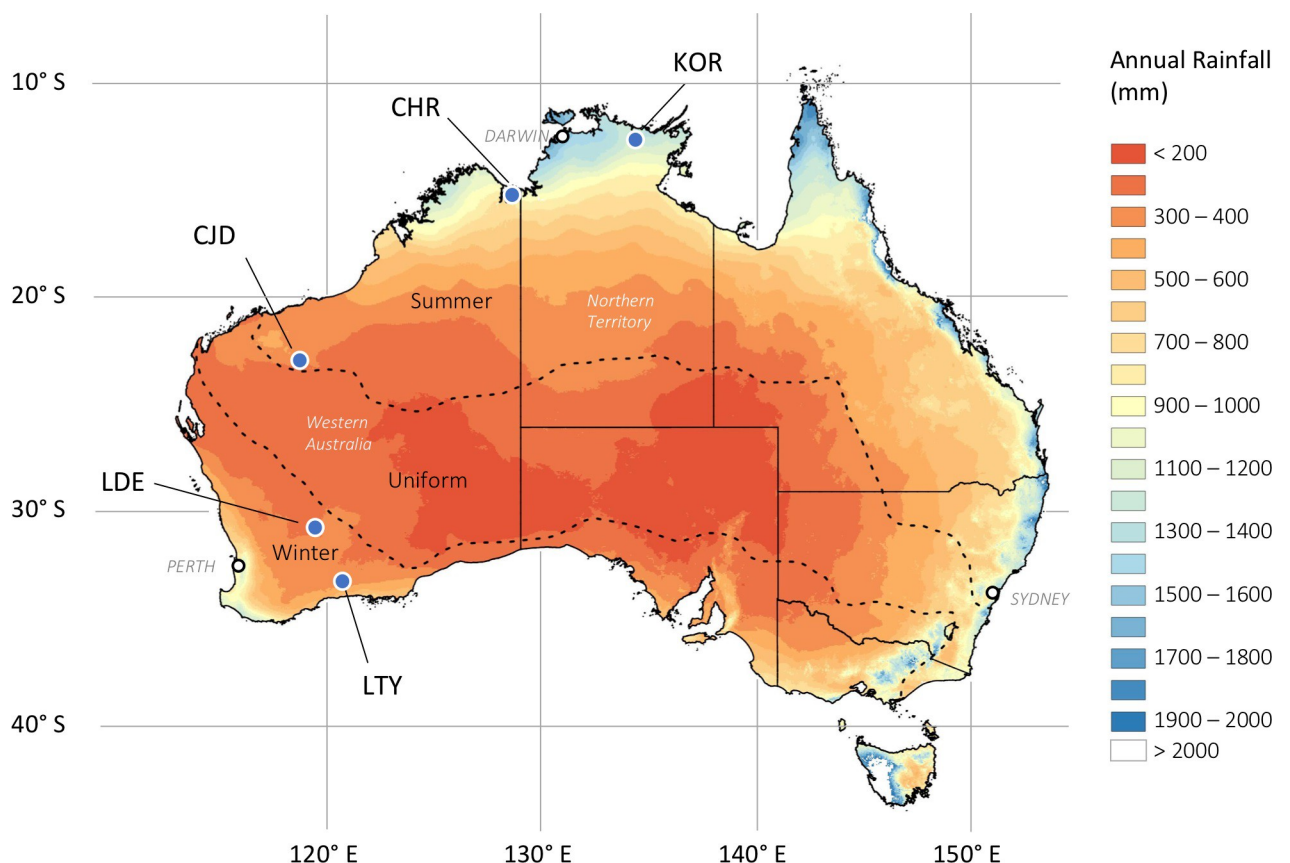 Annual Rainfall
(mm)
< 200
300 – 400
500 – 600
700 – 800
900 – 1000
1100 – 1200
1300 – 1400
1500 – 1600
1700 – 1800
1900 – 2000
> 2000
10° S
20° S
30° S
40° S
120° E
130° E
140° E
150° E
KOR
CHR
DARWIN
CJD
Summer
Northern
Territory
Western
Australia
LDE
Uniform
Winter
PERTH
SYDNEY
LTY